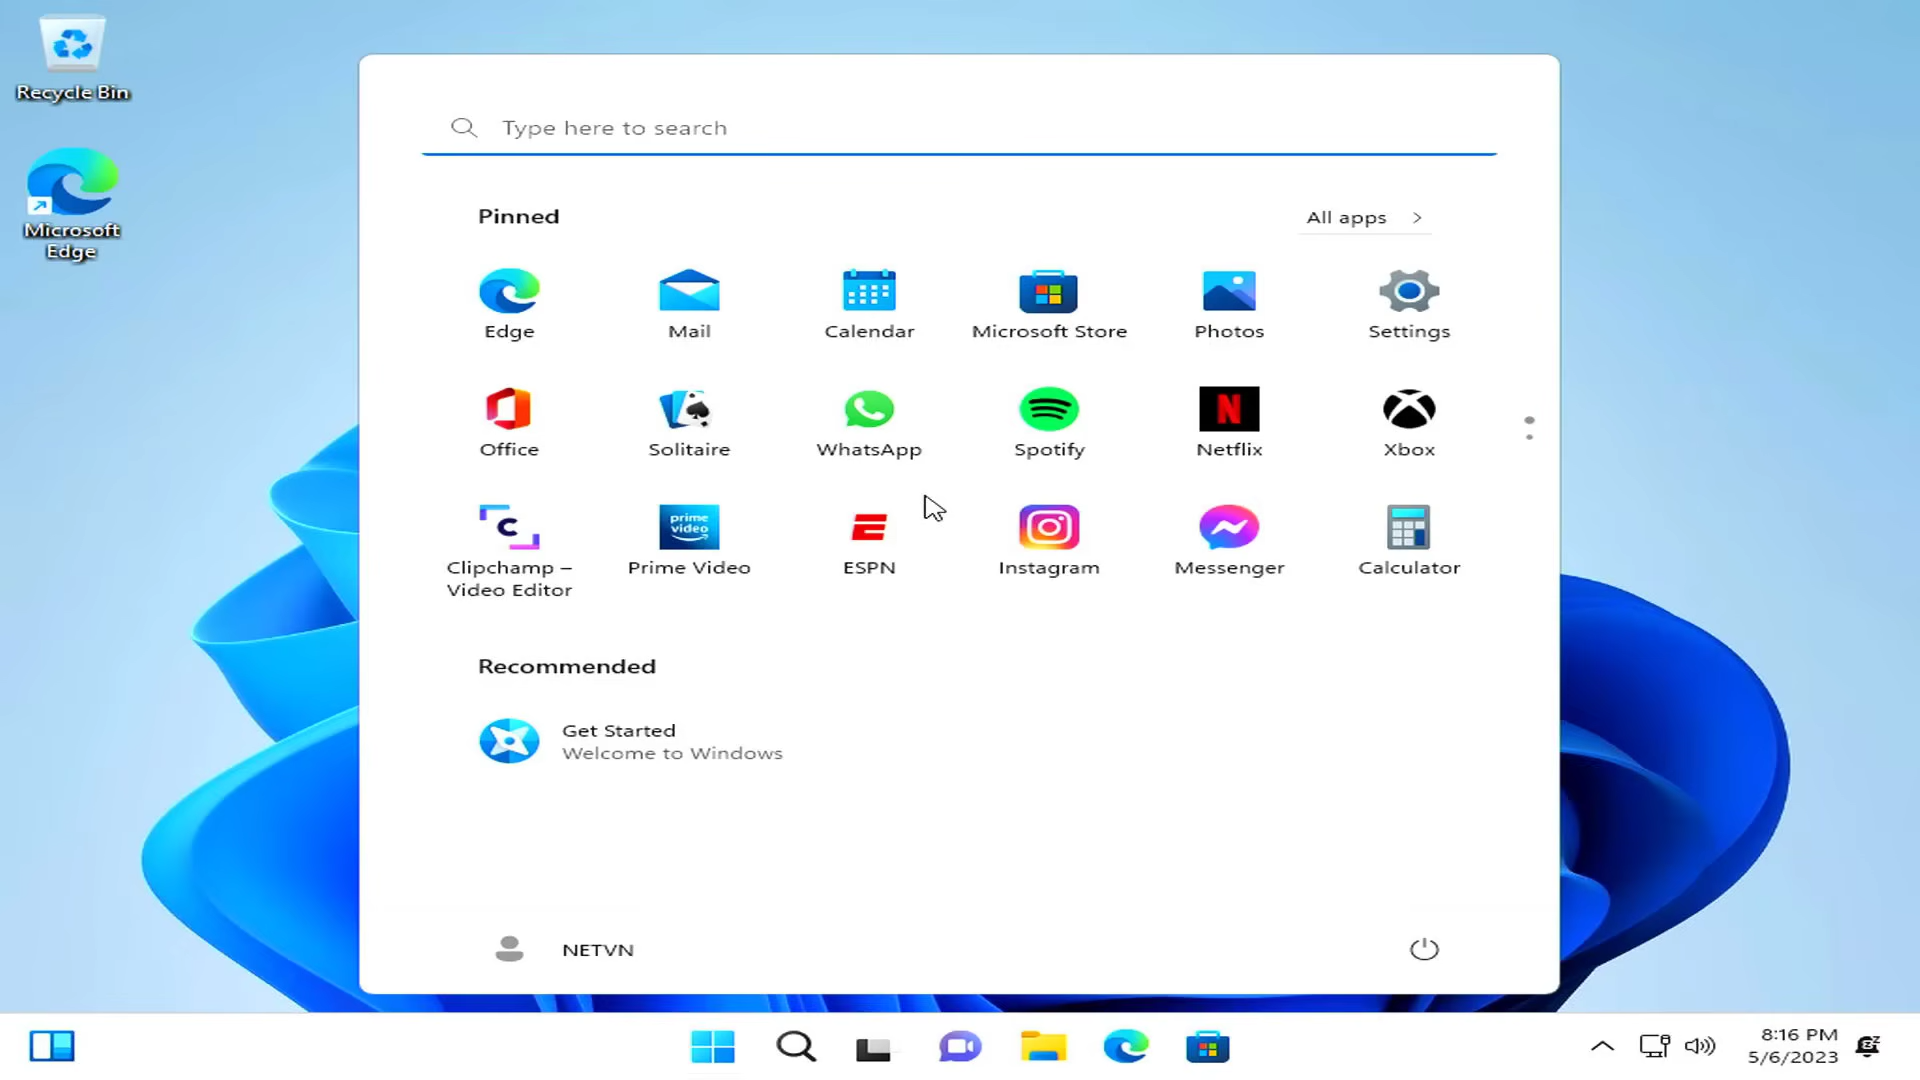 Recycle Bin
Microsoft
Edge
Type here to search
Pinned
All apps
Edge
Mail
Calendar
Microsoft Store
Photos
Settings
Office
Solitaire
WhatsApp
Spotify
Netflix
Xbox
prime
video
C
Clipchamp –
Video Editor
Prime Video
ESPN
Instagram
Messenger
Calculator
Recommended
Get Started
Welcome to Windows
NETVN
8:16 PM
5/6/2023